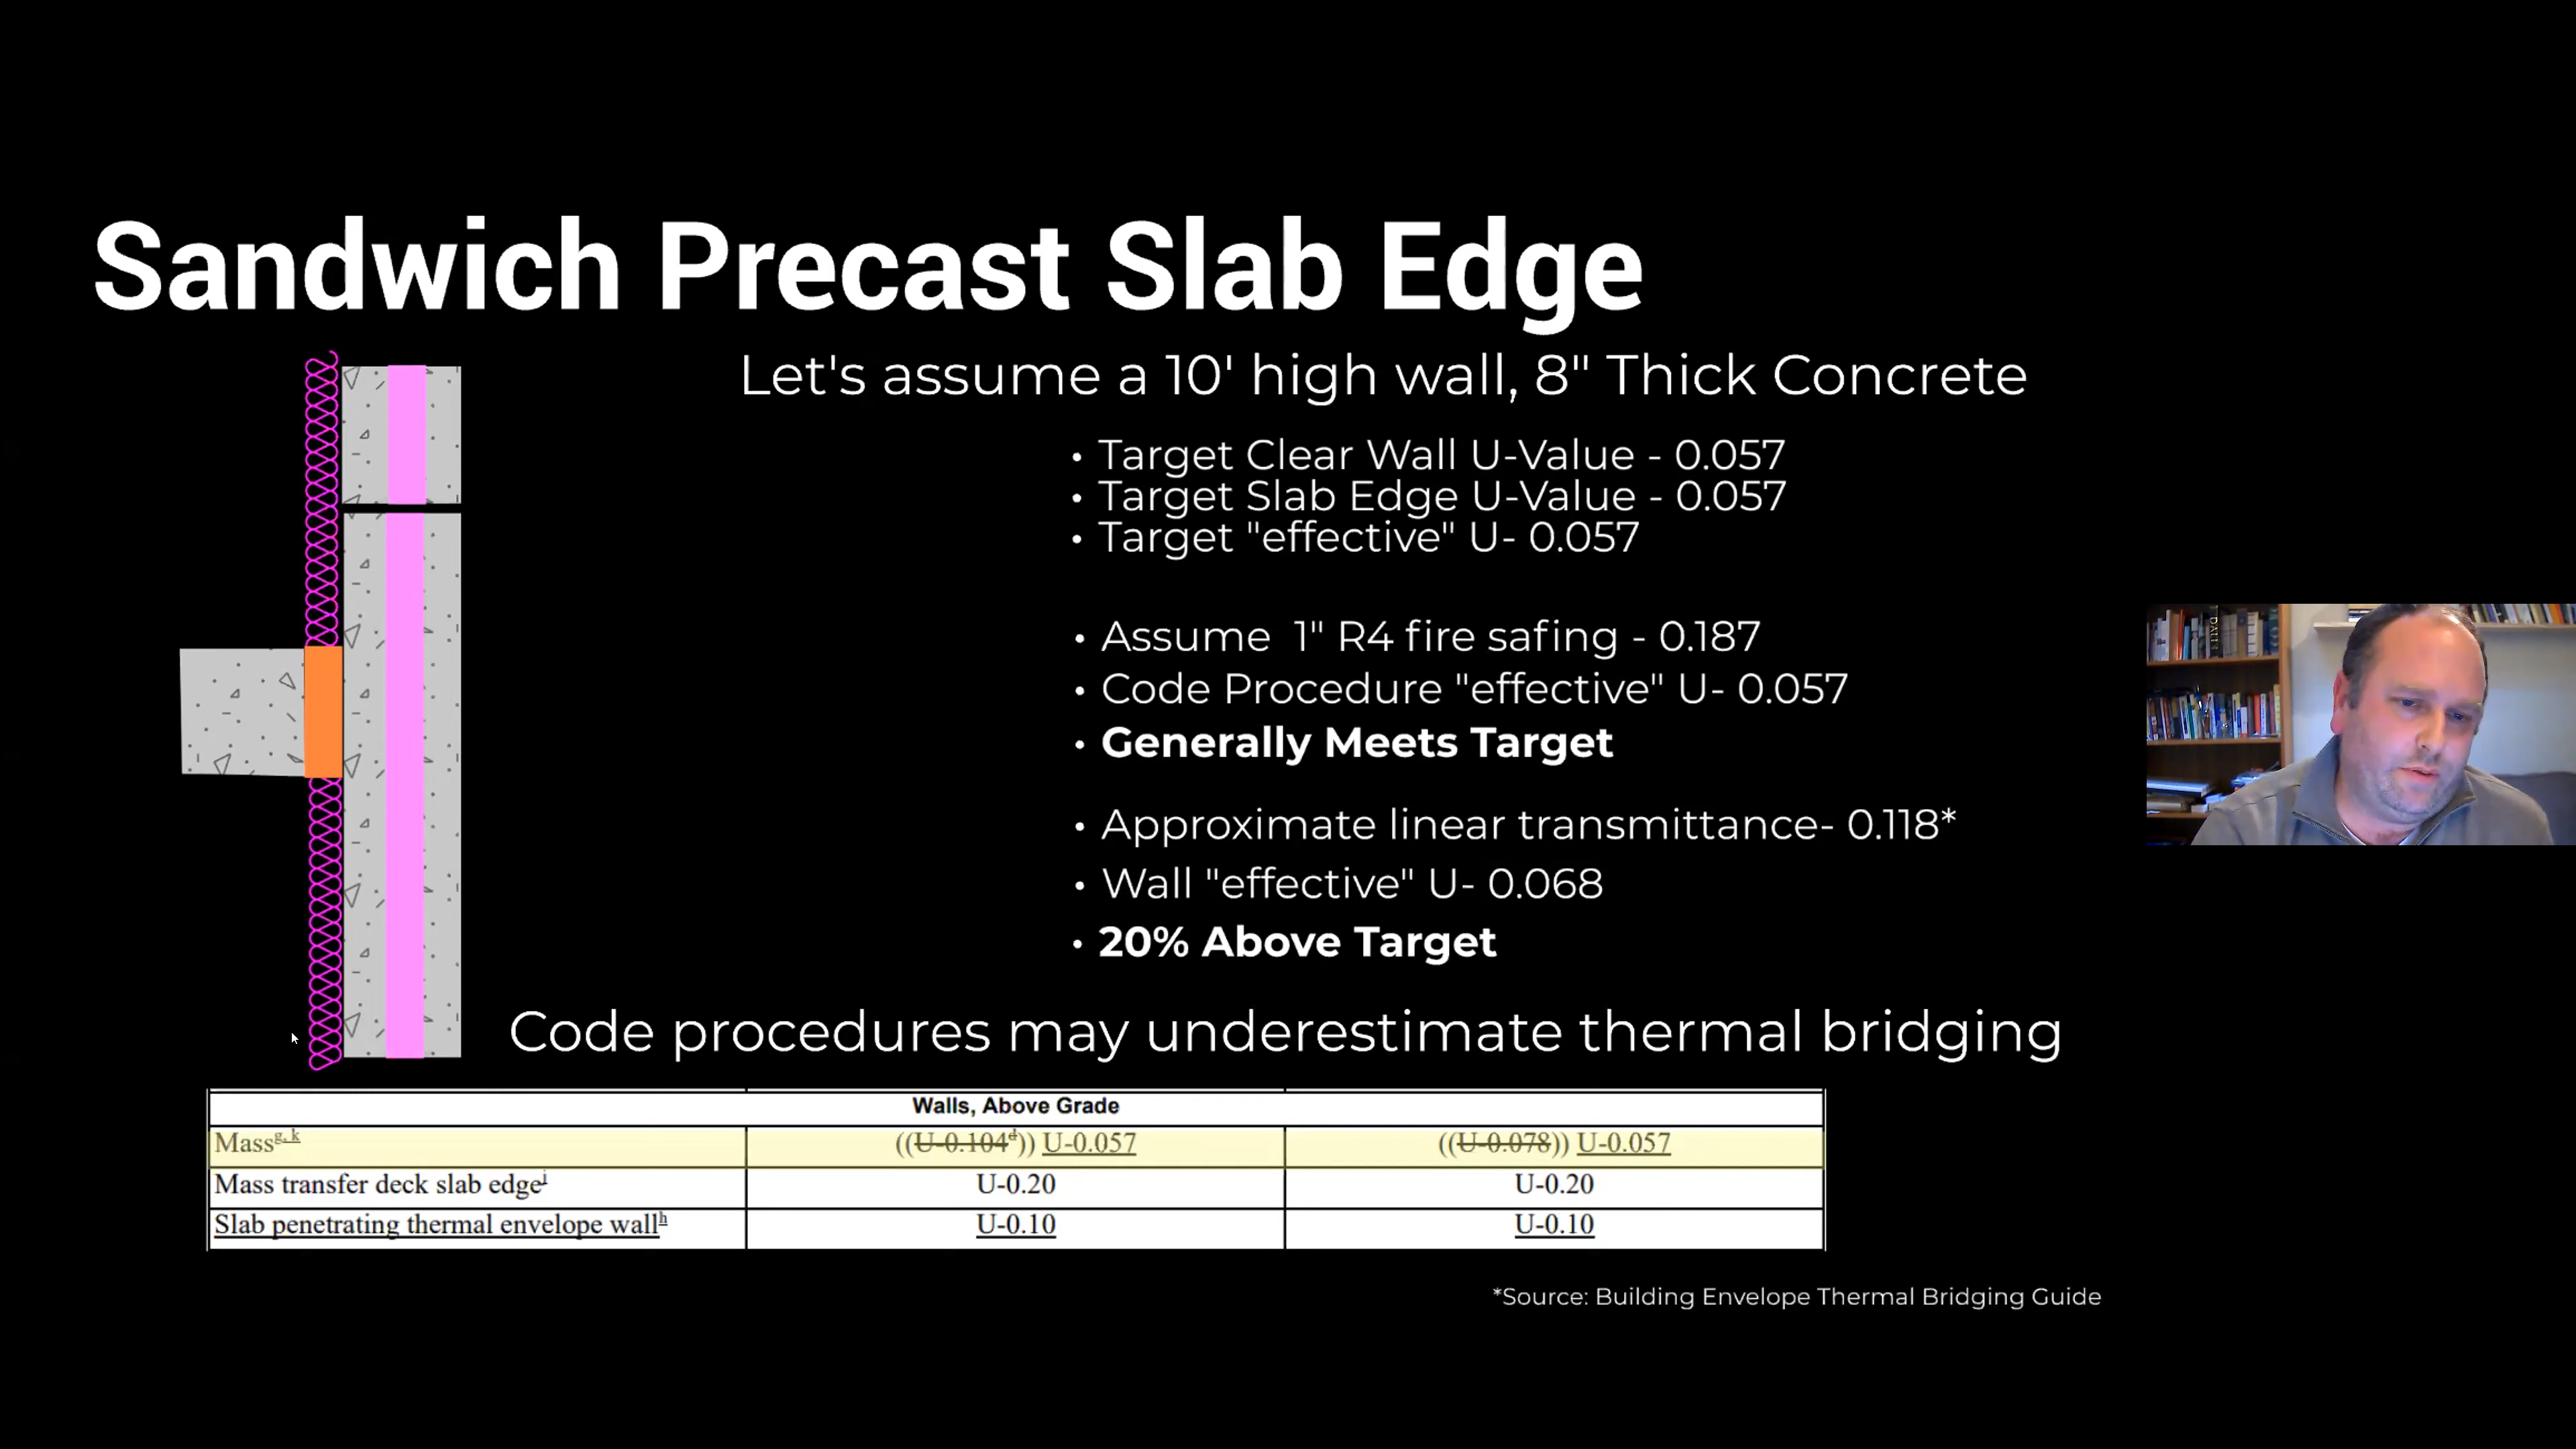 Sandwich Precast Slab Edge
Let's assume a 10' high wall, 8" Thick Concrete
• Target Clear Wall U-Value - 0.057
• Target Slab Edge U-Value - 0.057
• Target "effective" U- 0.057
• Assume 1" R4 fire safing - 0.187
• Code Procedure "effective" U- 0.057
• Generally Meets Target
• Approximate linear transmittance- 0.118*
• Wall "effective" U- 0.068
• 20% Above Target
Code procedures may underestimate thermal bridging
Walls, Above Grade
Mass g, k ((U-0.104 d)) U-0.057 ((U-0.078)) U-0.057
Mass transfer deck slab edge j U-0.20 U-0.20
Slab penetrating thermal envelope wall h U-0.10 U-0.10
*Source: Building Envelope Thermal Bridging Guide